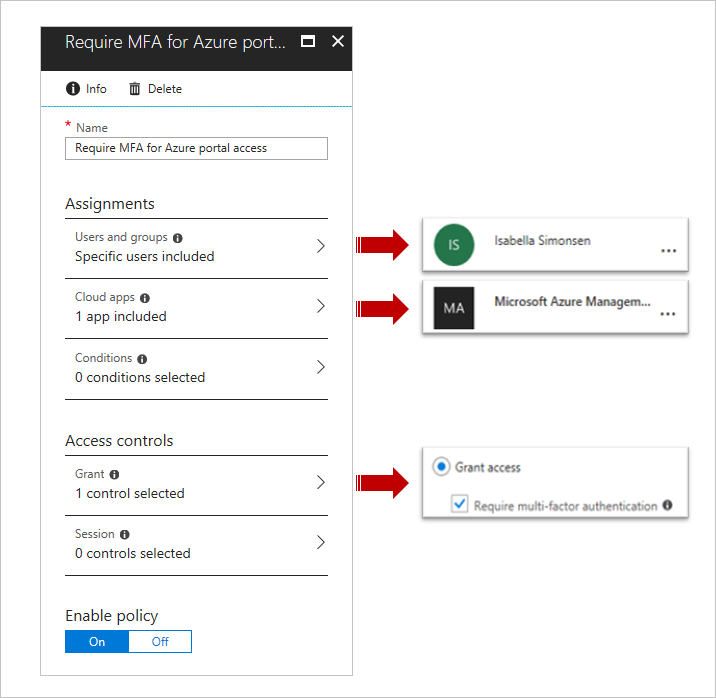 Require MFA for Azure port...
Info Delete
* Name
Require MFA for Azure portal access
Assignments
Users and groups
Specific users included
IS Isabella Simonsen ...
Cloud apps
1 app included
MA Microsoft Azure Managem... ...
Conditions
0 conditions selected
Access controls
Grant
1 control selected
Grant access
Require multi-factor authentication
Session
0 controls selected
Enable policy
On Off